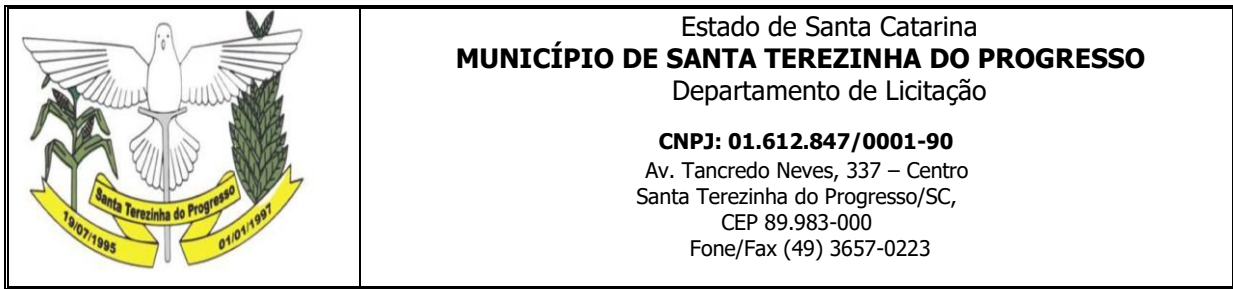 Santa Terezinha do Progresso
19/07/1995
01/01/1997
Estado de Santa Catarina
MUNICÍPIO DE SANTA TEREZINHA DO PROGRESSO
Departamento de Licitação
CNPJ: 01.612.847/0001-90
Av. Tancredo Neves, 337 – Centro
Santa Terezinha do Progresso/SC,
CEP 89.983-000
Fone/Fax (49) 3657-0223